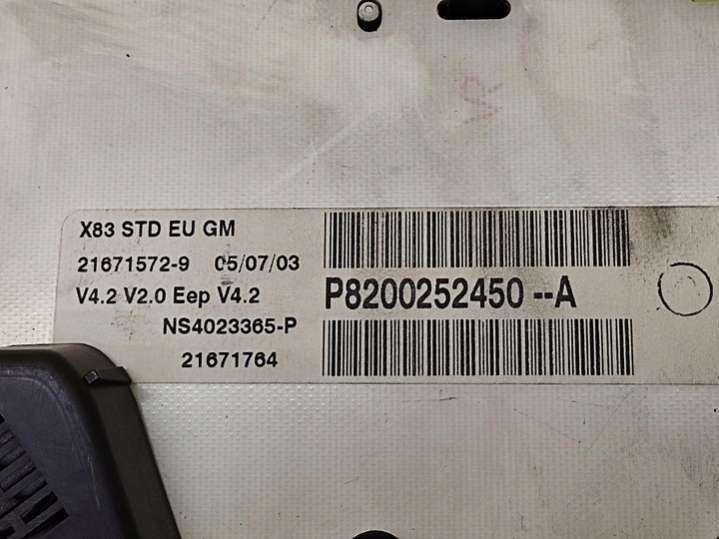 X83 STD EU GM
21671572-9 05/07/03
V4.2 V2.0 Eep V4.2
NS4023365-P
21671764
P8200252450--A